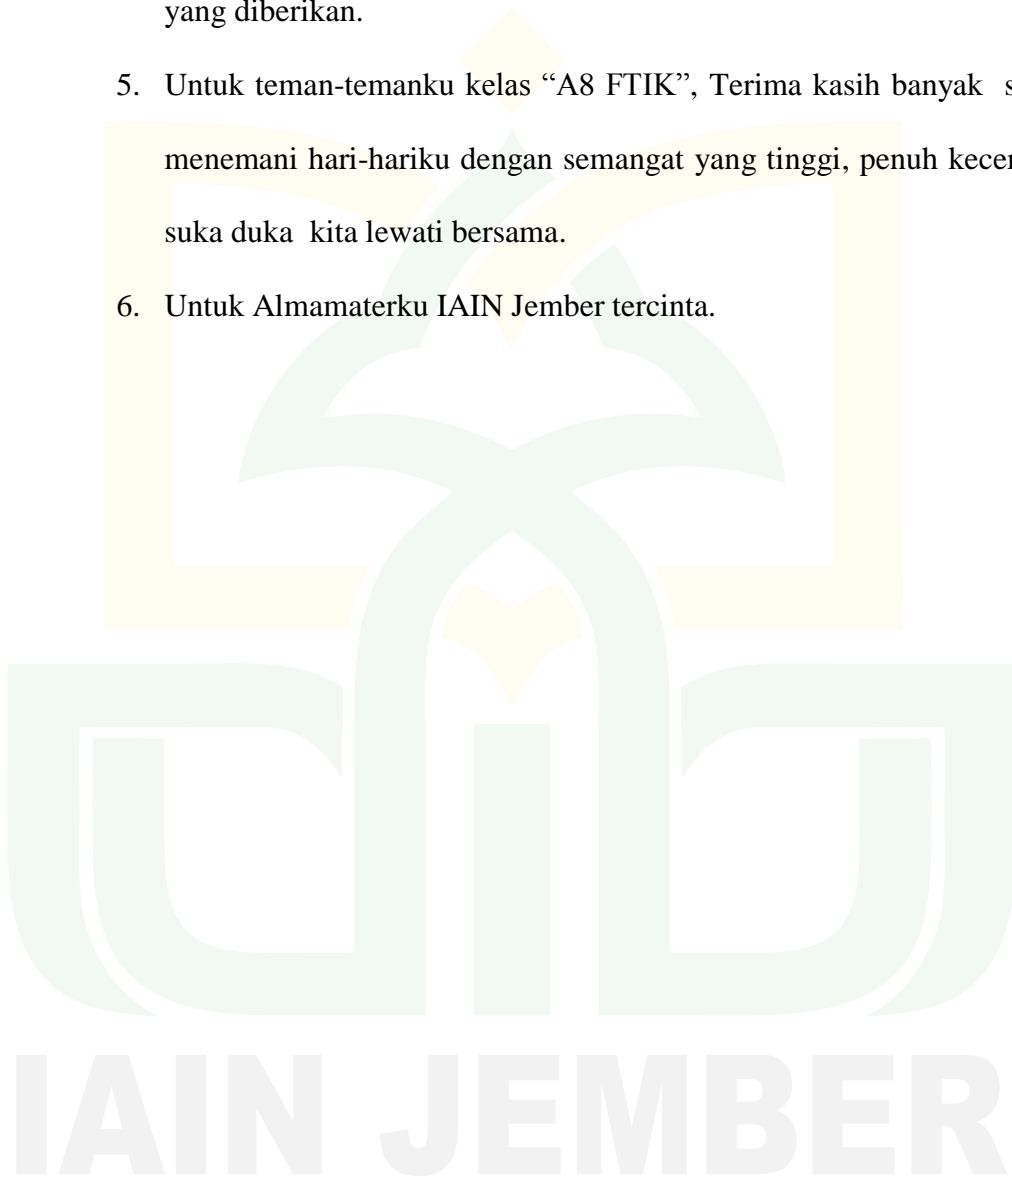 yang diberikan.
5. Untuk teman-temanku kelas “A8 FTIK”, Terima kasih banyak
menemani hari-hariku dengan semangat yang tinggi, penuh
suka duka kita lewati bersama.
6. Untuk Almamaterku IAIN Jember tercinta.
IAIN JEMBER